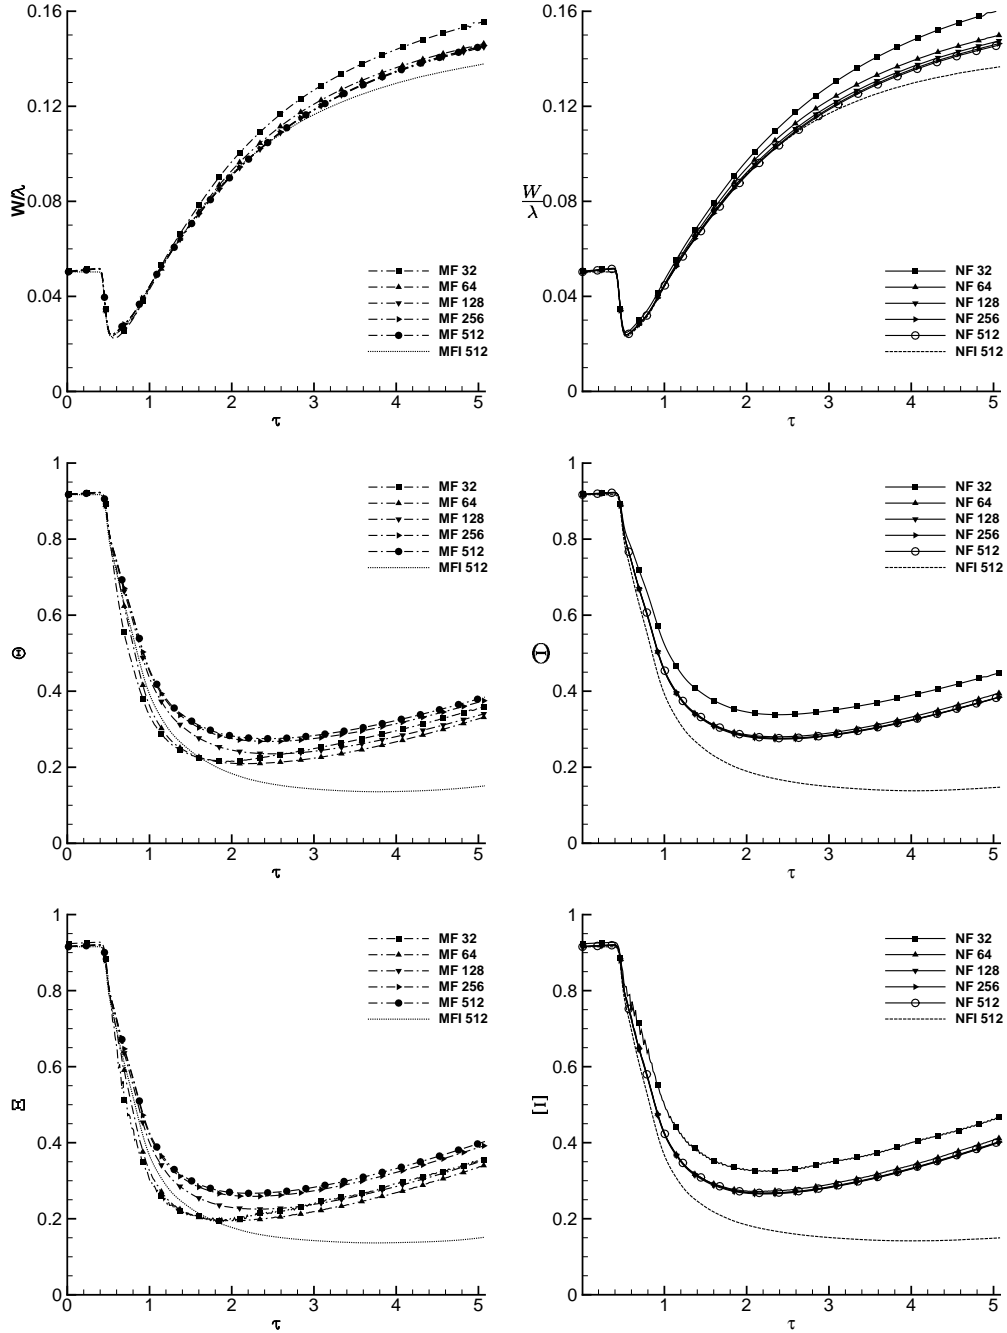 0.16
0.12
0.08
0.04
0
W/λ
MF 32
MF 64
MF 128
MF 256
MF 512
MFI 512
0 1 2 3 4 5
τ
0.16
0.12
0.08
0.04
0
W
λ
NF 32
NF 64
NF 128
NF 256
NF 512
NFI 512
1 2 3 4 5
τ
1
0.8
0.6
0.4
0.2
0
Θ
MF 32
MF 64
MF 128
MF 256
MF 512
MFI 512
0 1 2 3 4 5
τ
1
0.8
0.6
0.4
0.2
0
Θ
NF 32
NF 64
NF 128
NF 256
NF 512
NFI 512
1 2 3 4 5
τ
1
0.8
0.6
0.4
0.2
0
Ξ
MF 32
MF 64
MF 128
MF 256
MF 512
MFI 512
0 1 2 3 4 5
τ
1
0.8
0.6
0.4
0.2
0
Ξ
NF 32
NF 64
NF 128
NF 256
NF 512
NFI 512
1 2 3 4 5
τ